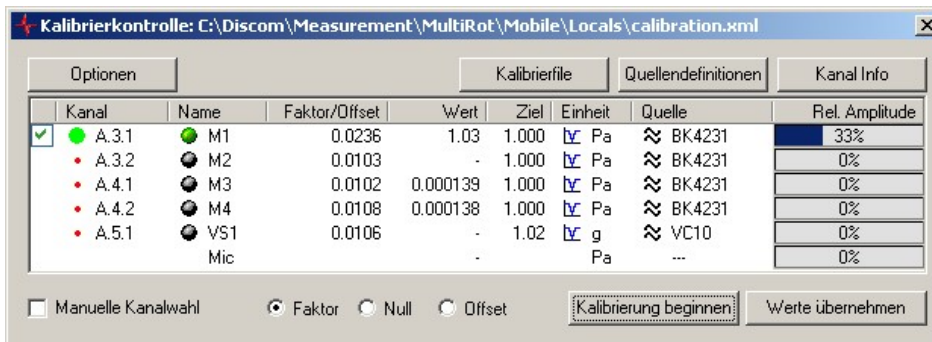 Kalibrierkontrolle: C:\Discom\Measurement\MultiRot\Mobile\Locals\calibration.xml
Optionen Kalibrierfile Quellendefinitionen Kanal Info
Kanal Name Faktor/Offset Wert Ziel Einheit Quelle Rel. Amplitude
A.3.1 M1 0.0236 1.03 1.000 Pa BK4231 33%
A.3.2 M2 0.0103 - 1.000 Pa BK4231 0%
A.4.1 M3 0.0102 0.000139 1.000 Pa BK4231 0%
A.4.2 M4 0.0108 0.000138 1.000 Pa BK4231 0%
A.5.1 VS1 0.0106 - 1.02 g VC10 0%
Mic - Pa --- 0%
Manuelle Kanalwahl Faktor Null Offset Kalibrierung beginnen Werte übernehmen